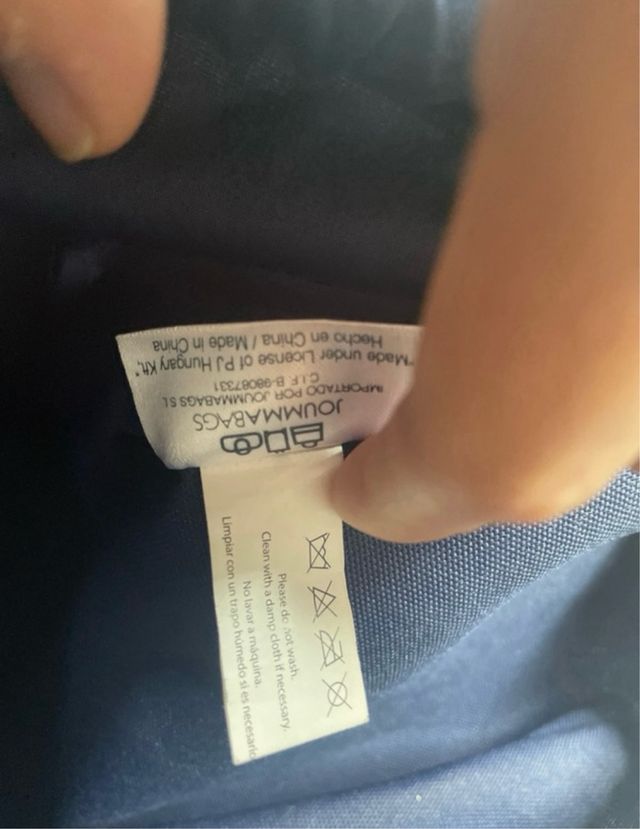 JOUMMABAGS
IMPORTADO POR JOUMMABAGS SL
C.I.F. B-98087331
"Made under License of PJ Hungary Kft."
Hecho en China / Made in China
Please do not wash.
Clean with a damp cloth if necessary.
No lavar a máquina.
Limpiar con un trapo húmedo si es necesario